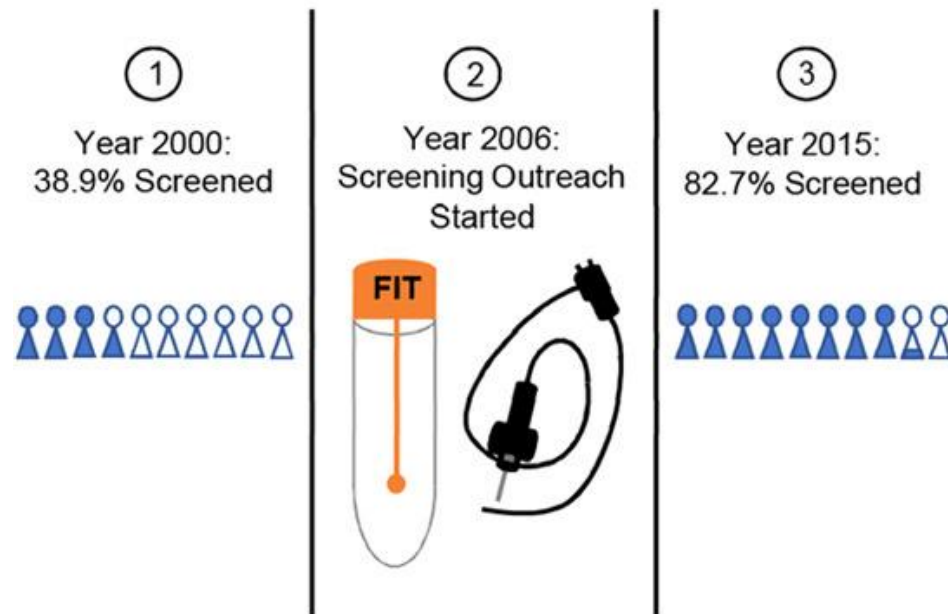 1
Year 2000:
38.9% Screened
2
Year 2006:
Screening Outreach
Started
FIT
3
Year 2015:
82.7% Screened